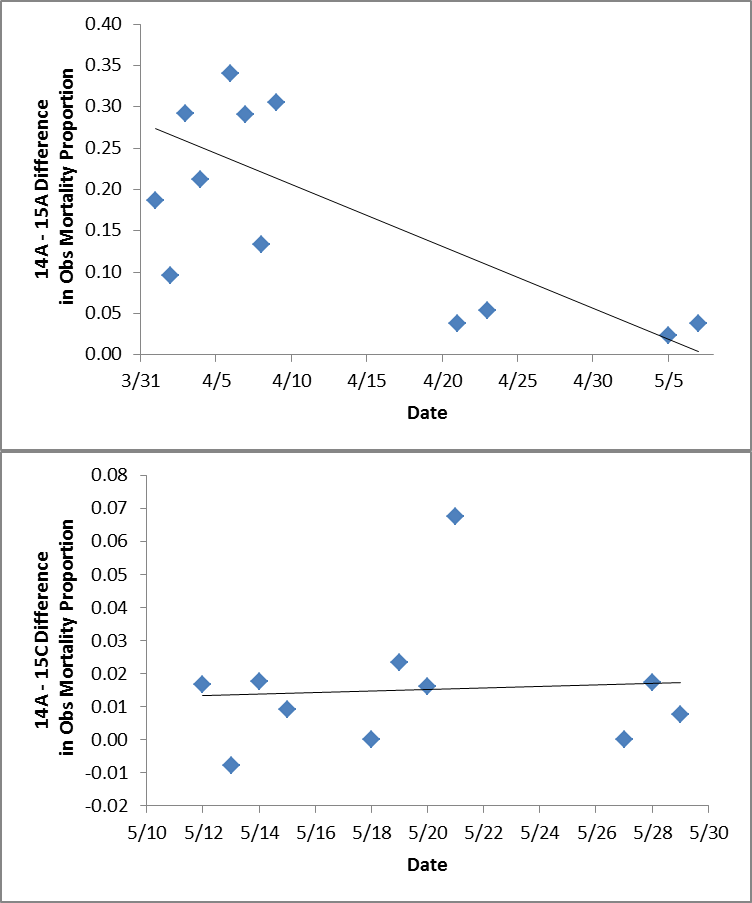 0.40
0.35
0.30
0.25
0.20
0.15
0.10
0.05
0.00
14A - 15A Difference
in Obs Mortality Proportion
3/31 4/5 4/10 4/15 4/20 4/25 4/30 5/5
Date
0.08
0.07
0.06
0.05
0.04
0.03
0.02
0.01
0.00
-0.01
-0.02
14A - 15C Difference
in Obs Mortality Proportion
5/10 5/12 5/14 5/16 5/18 5/20 5/22 5/24 5/26 5/28 5/30
Date